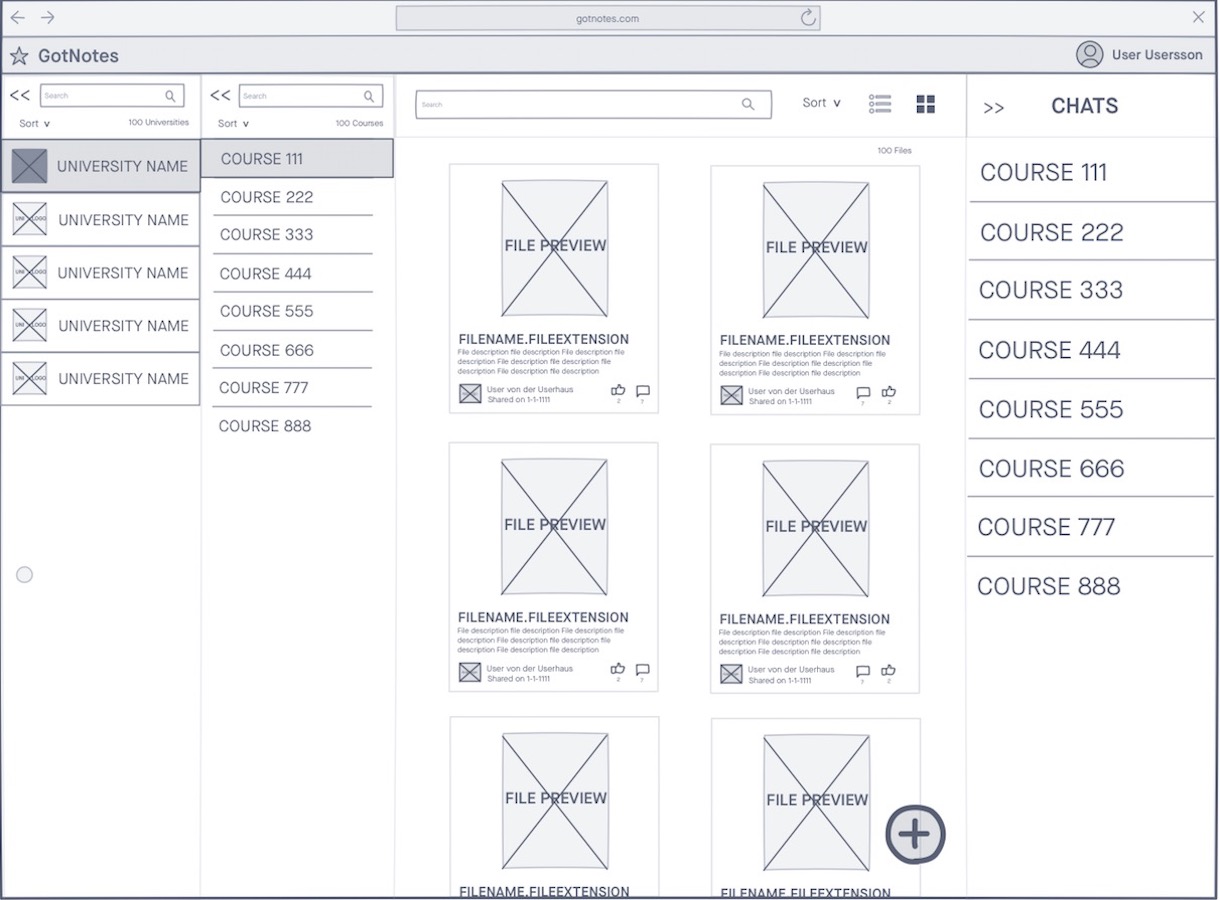 gotnotes.com
GotNotes
User Usersson
<< Search
Sort v 100 Universities
UNIVERSITY NAME
UNI LOGO UNIVERSITY NAME
UNI LOGO UNIVERSITY NAME
UNI LOGO UNIVERSITY NAME
UNI LOGO UNIVERSITY NAME
<< Search
Sort v 100 Courses
COURSE 111
COURSE 222
COURSE 333
COURSE 444
COURSE 555
COURSE 666
COURSE 777
COURSE 888
Search
Sort v
100 Files
FILE PREVIEW
FILENAME.FILEEXTENSION
File description file description File description file
description File description file description file
description File description file description
User von der Userhaus
Shared on 1-1-1111
2 7
FILE PREVIEW
FILENAME.FILEEXTENSION
File description file description File description file
description File description file description file
description File description file description
User von der Userhaus
Shared on 1-1-1111
7 2
FILE PREVIEW
FILENAME.FILEEXTENSION
File description file description File description file
description File description file description file
description File description file description
User von der Userhaus
Shared on 1-1-1111
2 7
FILE PREVIEW
FILENAME.FILEEXTENSION
File description file description File description file
description File description file description file
description File description file description
User von der Userhaus
Shared on 1-1-1111
7 2
FILE PREVIEW
FILENAME.FILEEXTENSION
FILE PREVIEW
FILENAME.FILEEXTENSION
>> CHATS
COURSE 111
COURSE 222
COURSE 333
COURSE 444
COURSE 555
COURSE 666
COURSE 777
COURSE 888